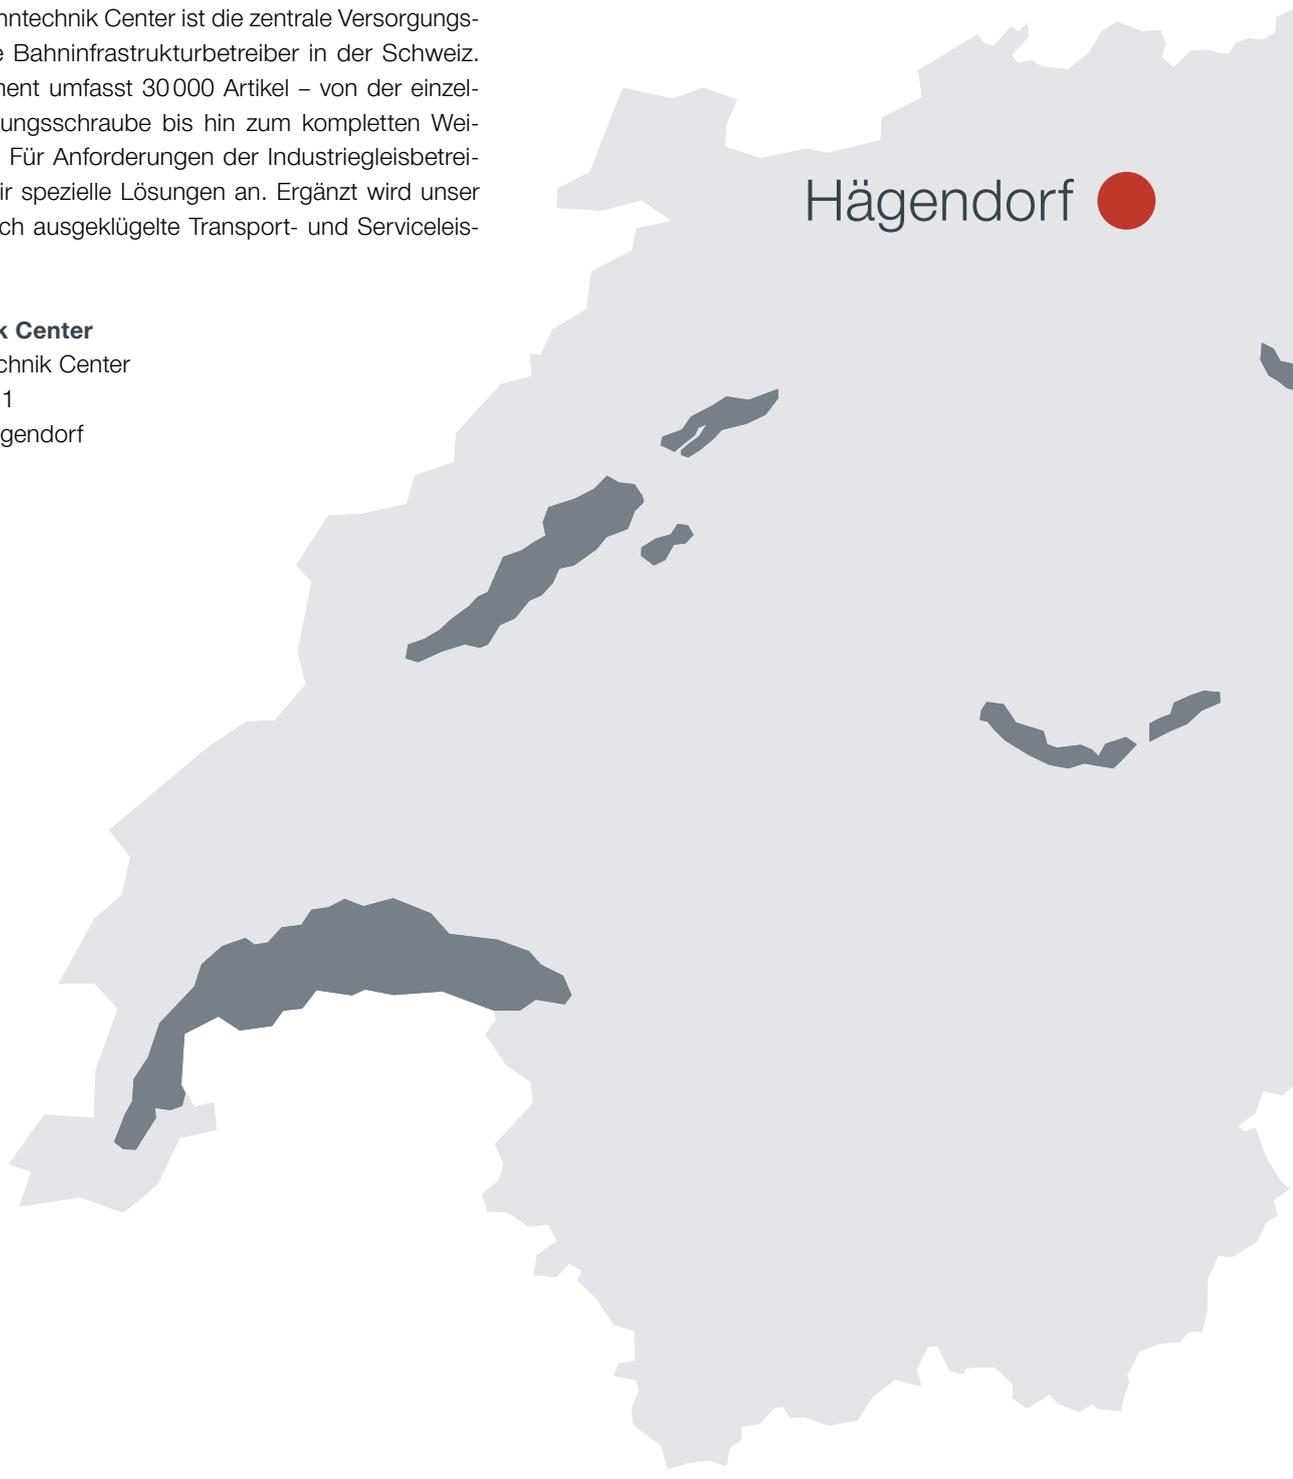 nntechnik Center ist die zentrale Versorgungs-
e Bahninfrastrukturbetreiber in der Schweiz.
nent umfasst 30 000 Artikel – von der einzel-
ungsschraube bis hin zum kompletten Wei-
Für Anforderungen der Industriegleisbetrei-
ir spezielle Lösungen an. Ergänzt wird unser
ch ausgeklügelte Transport- und Serviceleis-
k Center
chnik Center
1
gendorf
Hägendorf